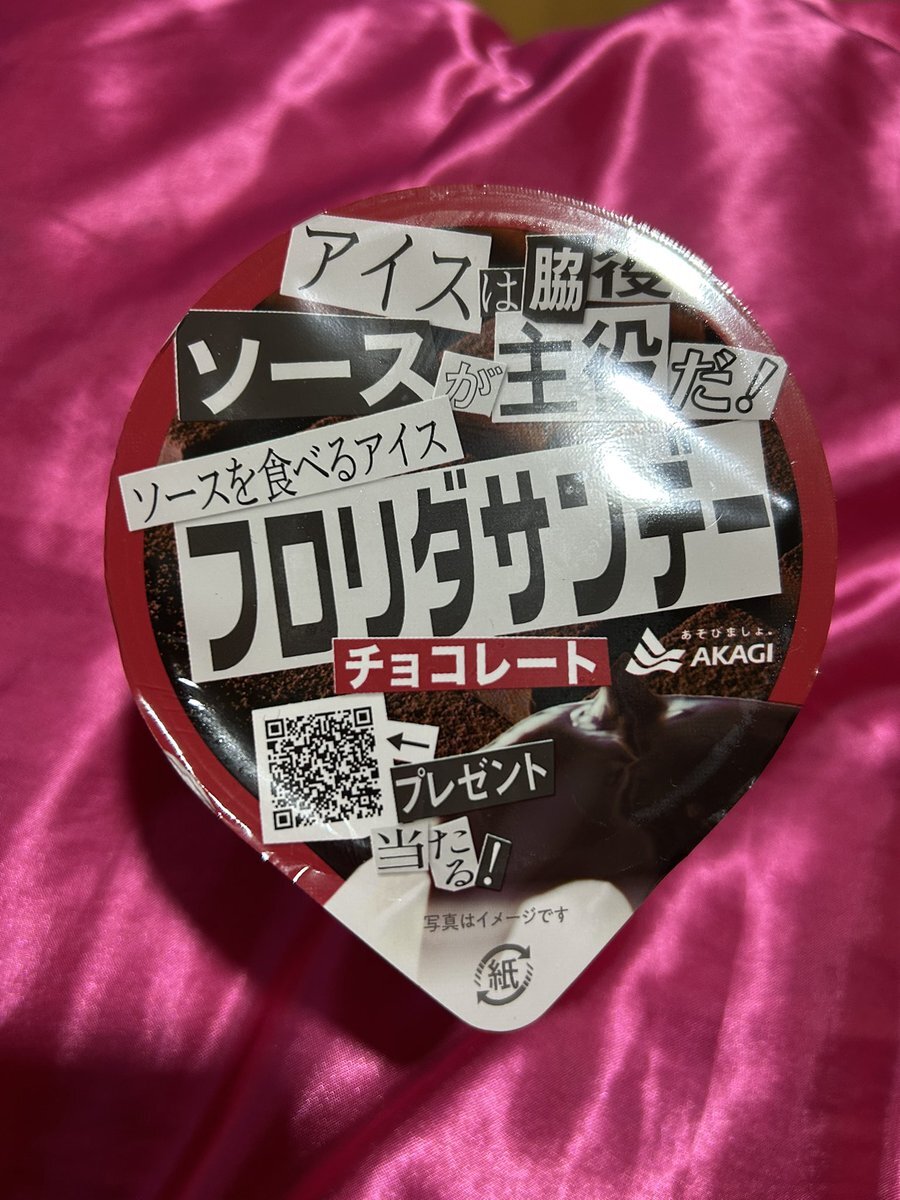 アイスは脇役
ソースが主役だ!
ソースを食べるアイス
フロリダサンデー
チョコレート
あそびましょ。
AKAGI
←
プレゼント
当たる!
写真はイメージです
紙